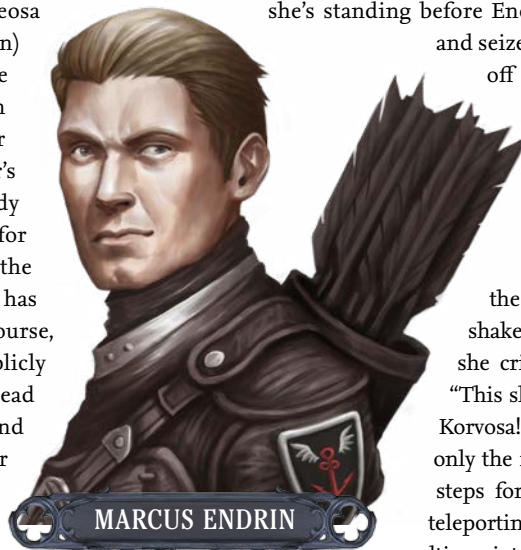 eosa
n)
e
r
r's
dy
for
the
has
ourse,
blicly
ead
nd
r
she's standing before En
and seize
off
the
shake
she cri
“This sl
Korvosa!
only the
steps for
teleportin
MARCUS ENDRIN